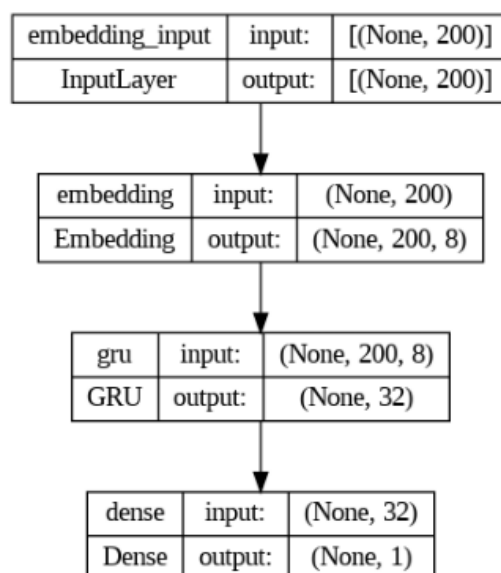 embedding_input input: [(None, 200)]
InputLayer output: [(None, 200)]
embedding input: (None, 200)
Embedding output: (None, 200, 8)
gru input: (None, 200, 8)
GRU output: (None, 32)
dense input: (None, 32)
Dense output: (None, 1)